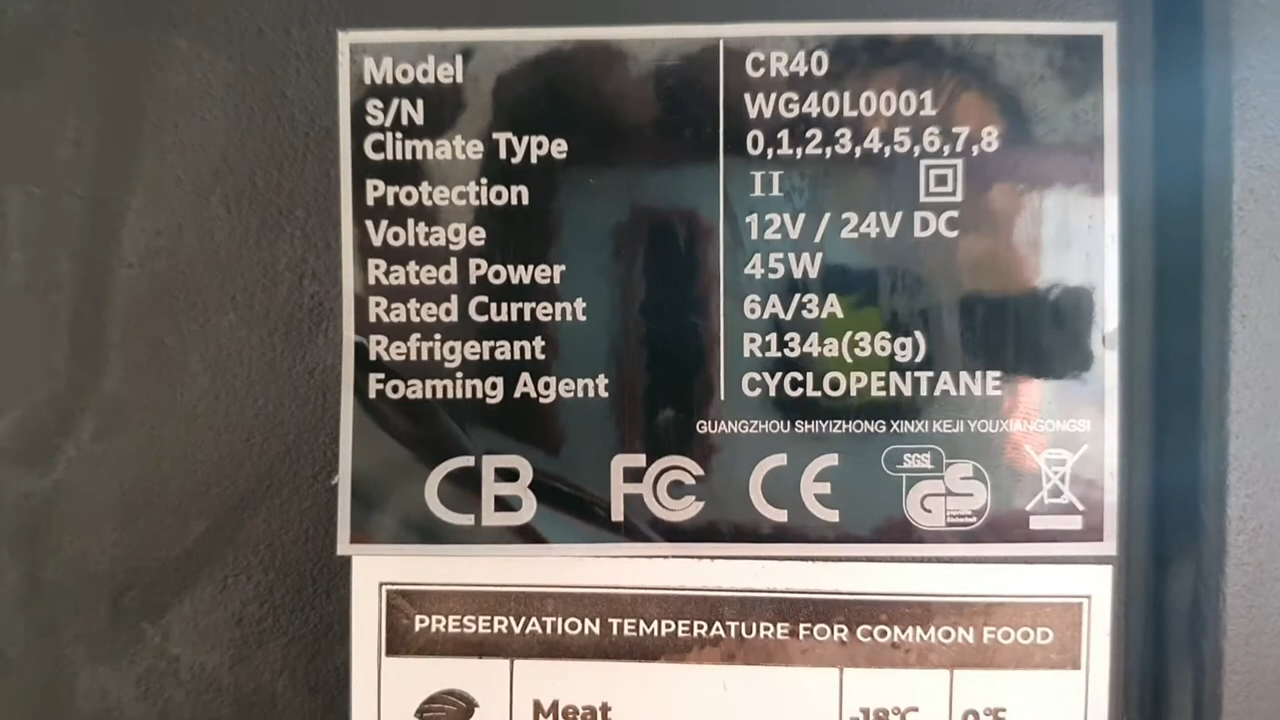 Model CR40
S/N WG40L0001
Climate Type 0,1,2,3,4,5,6,7,8
Protection II
Voltage 12V / 24V DC
Rated Power 45W
Rated Current 6A/3A
Refrigerant R134a(36g)
Foaming Agent CYCLOPENTANE
GUANGZHOU SHIYIZHONG XINXI KEJI YOUXIANGONGSI
CB FC CE SGS GS
PRESERVATION TEMPERATURE FOR COMMON FOOD
Meat -18℃ 0℉